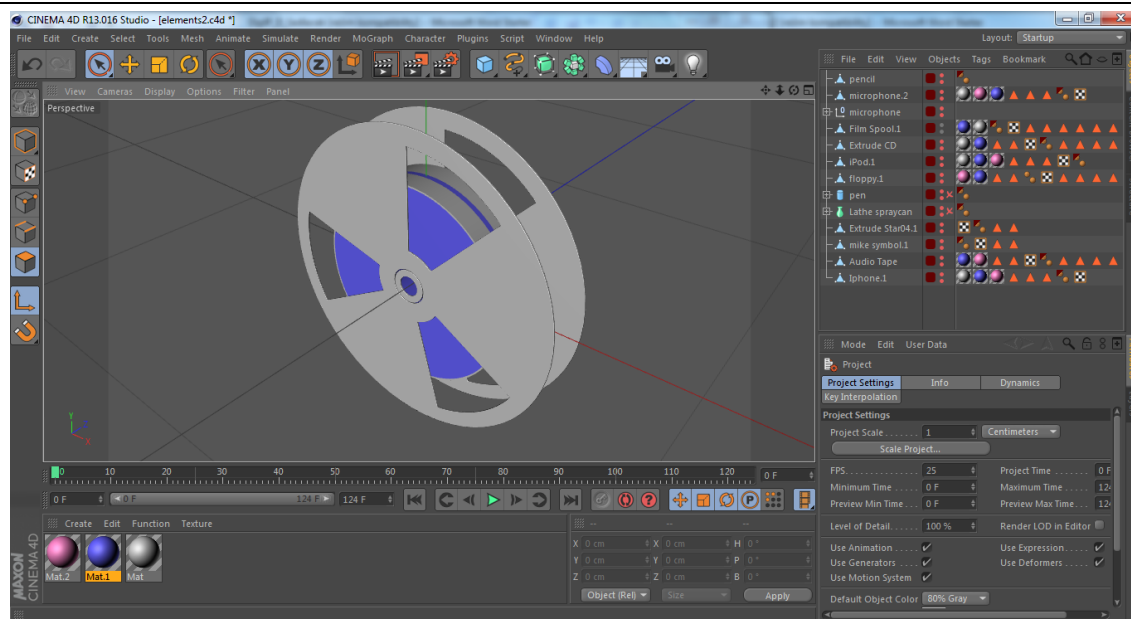 CINEMA 4D R13.016 Studio - [elements2.c4d *]
File Edit Create Select Tools Mesh Animate Simulate Render MoGraph Character Plugins Script Window Help
Layout: Startup
File Edit View Objects Tags Bookmark
View Cameras Display Options Filter Panel
Perspective
pencil
microphone.2
microphone
Film Spool.1
Extrude CD
iPod.1
floppy.1
pen
Lathe spraycan
Extrude Star04.1
mike symbol.1
Audio Tape
Iphone.1
Mode Edit User Data
Project
Project Settings Info Dynamics
Key Interpolation
Project Settings
Project Scale 1 Centimeters
Scale Project...
FPS 25 Project Time 0 F
Minimum Time 0 F Maximum Time 12
Preview Min Time 0 F Preview Max Time 12
Level of Detail 100 % Render LOD in Editor
Use Animation Use Expression
Use Generators Use Deformers
Use Motion System
Default Object Color 80% Gray
Y
X
0 10 20 30 40 50 60 70 80 90 100 110 120 0 F
0 F 0 F 124 F 124 F
Create Edit Function Texture
Mat.2 Mat.1 Mat
-- -- --
X 0 cm X 0 cm H 0 °
Y 0 cm Y 0 cm P 0 °
Z 0 cm Z 0 cm B 0 °
Object (Rel) Size Apply
MAXON
CINEMA 4D